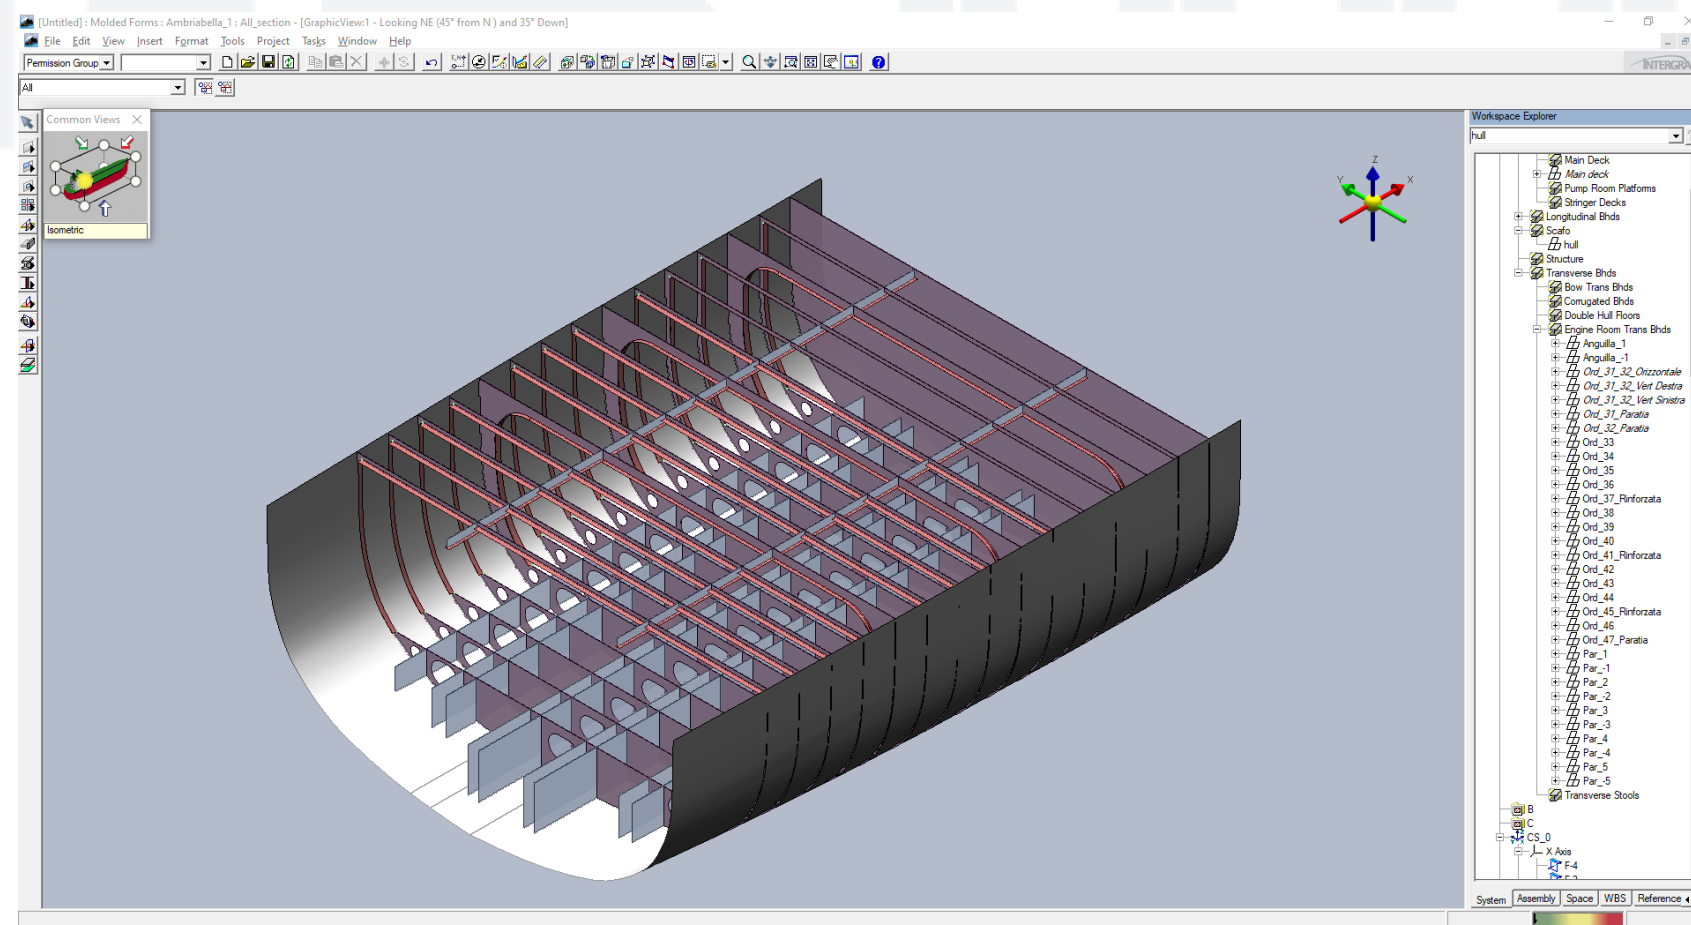 [Untitled] : Molded Forms : Ambriabella_1 : All_section - [GraphicView:1 - Looking NE (45° from N ) and 35° Down]
File Edit View Insert Format Tools Project Tasks Window Help
Permission Group
INTERGRA
All
Common Views
Isometric
Z
Y
X
Workspace Explorer
hull
Main Deck
Main deck
Pump Room Platforms
Stringer Decks
Longitudinal Bhds
Scafo
hull
Structure
Transverse Bhds
Bow Trans Bhds
Corrugated Bhds
Double Hull Floors
Engine Room Trans Bhds
Anguilla_1
Anguilla_-1
Ord_31_32_Orizzontale
Ord_31_32_Vert Destra
Ord_31_32_Vert Sinistra
Ord_31_Paratia
Ord_32_Paratia
Ord_33
Ord_34
Ord_35
Ord_36
Ord_37_Rinforzata
Ord_38
Ord_39
Ord_40
Ord_41_Rinforzata
Ord_42
Ord_43
Ord_44
Ord_45_Rinforzata
Ord_46
Ord_47_Paratia
Par_1
Par_-1
Par_2
Par_-2
Par_3
Par_-3
Par_4
Par_-4
Par_5
Par_-5
Transverse Stools
B
C
CS_0
X Axis
F-4
System Assembly Space WBS Reference